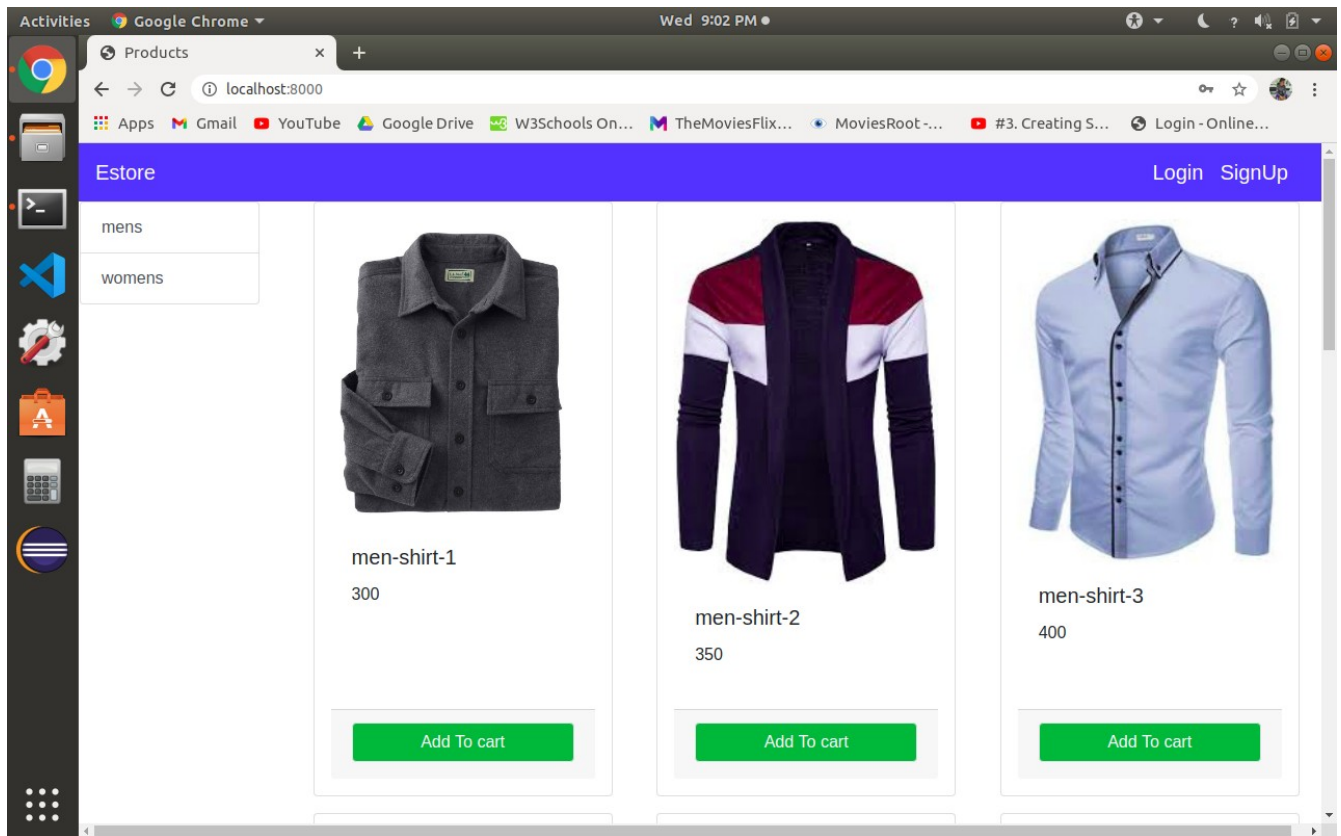 Activities Google Chrome Wed 9:02 PM
Products
localhost:8000
Apps Gmail YouTube Google Drive W3Schools On... TheMoviesFlix... MoviesRoot -... #3. Creating S... Login - Online...
Estore Login SignUp
mens
womens
men-shirt-1
300
men-shirt-2
350
men-shirt-3
400
Add To cart Add To cart Add To cart